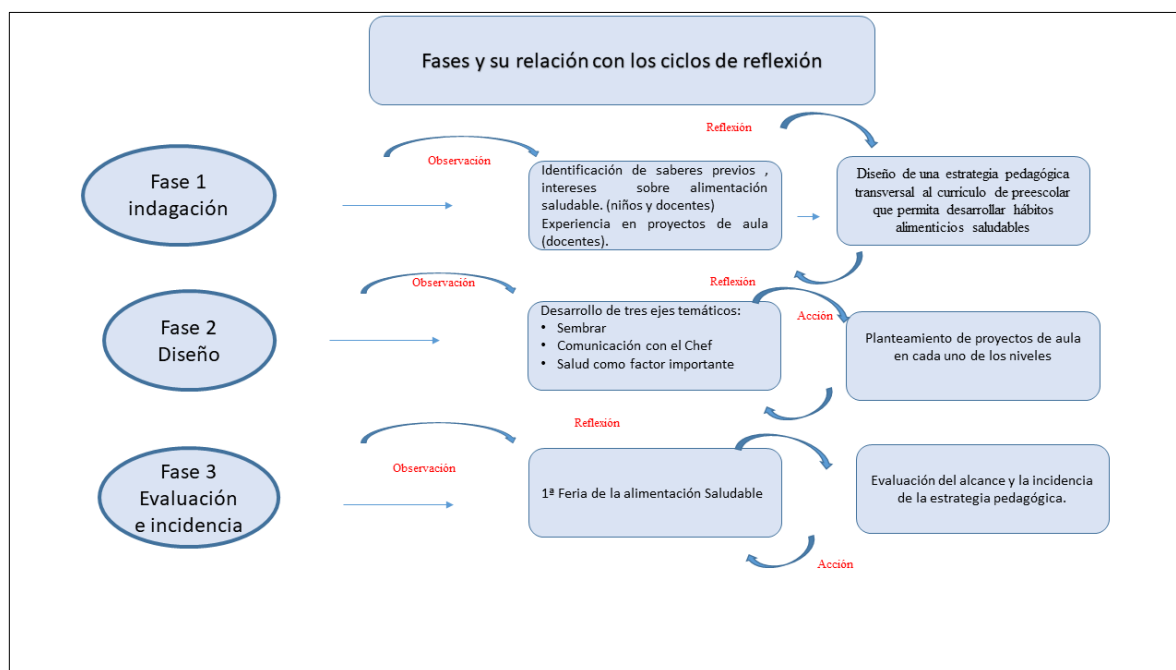 Fases y su relación con los ciclos de reflexión
Reflexión
Observación
Fase 1
indagación
Identificación de saberes previos ,
intereses sobre alimentación
saludable. (niños y docentes)
Experiencia en proyectos de aula
(docentes).
Diseño de una estrategia pedagógica
transversal al currículo de preescolar
que permita desarrollar hábitos
alimenticios saludables
Observación
Reflexión
Acción
Fase 2
Diseño
Desarrollo de tres ejes temáticos:
• Sembrar
• Comunicación con el Chef
• Salud como factor importante
Planteamiento de proyectos de aula
en cada uno de los niveles
Reflexión
Observación
Fase 3
Evaluación
e incidencia
1ª Feria de la alimentación Saludable
Evaluación del alcance y la incidencia
de la estrategia pedagógica.
Acción